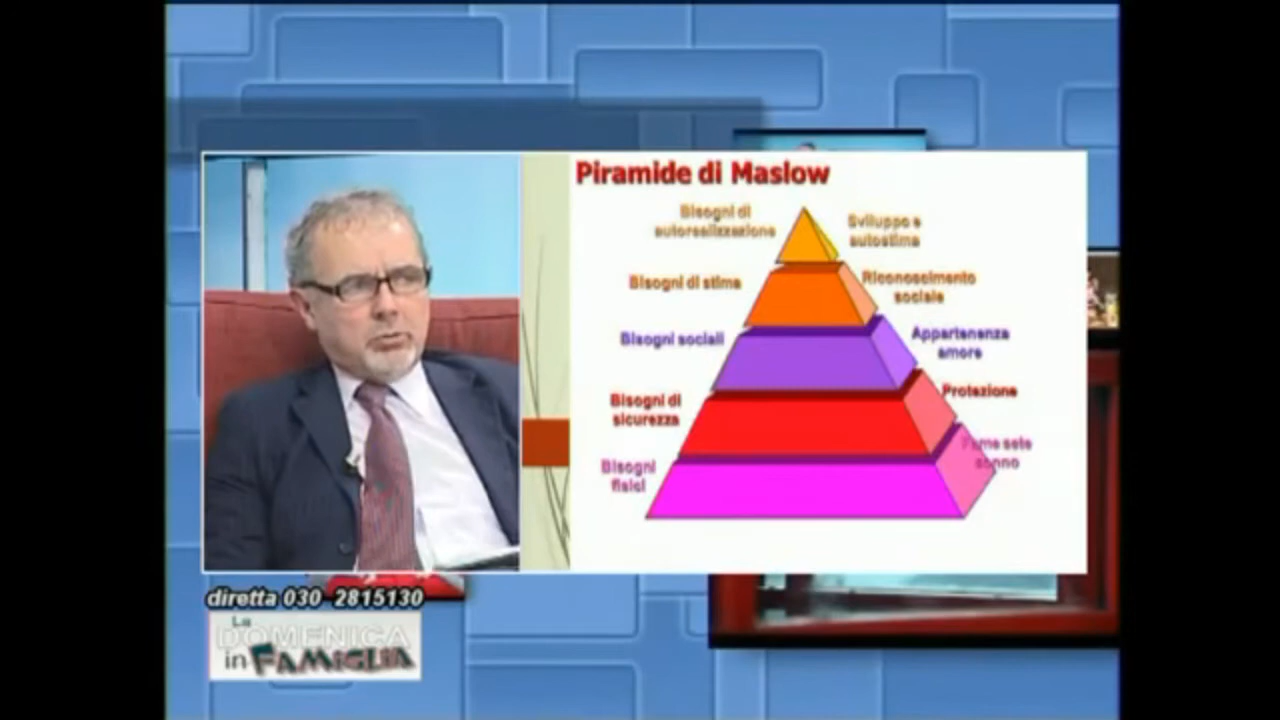 Piramide di Maslow
Bisogni di
autorealizzazione
Sviluppo e
autostima
Bisogni di stima
Riconoscimento
sociale
Bisogni sociali
Appartenenza
amore
Bisogni di
sicurezza
Protezione
Bisogni
fisici
Fame sete
sonno
diretta 030 2815130
La
DOMENICA
in FAMIGLIA